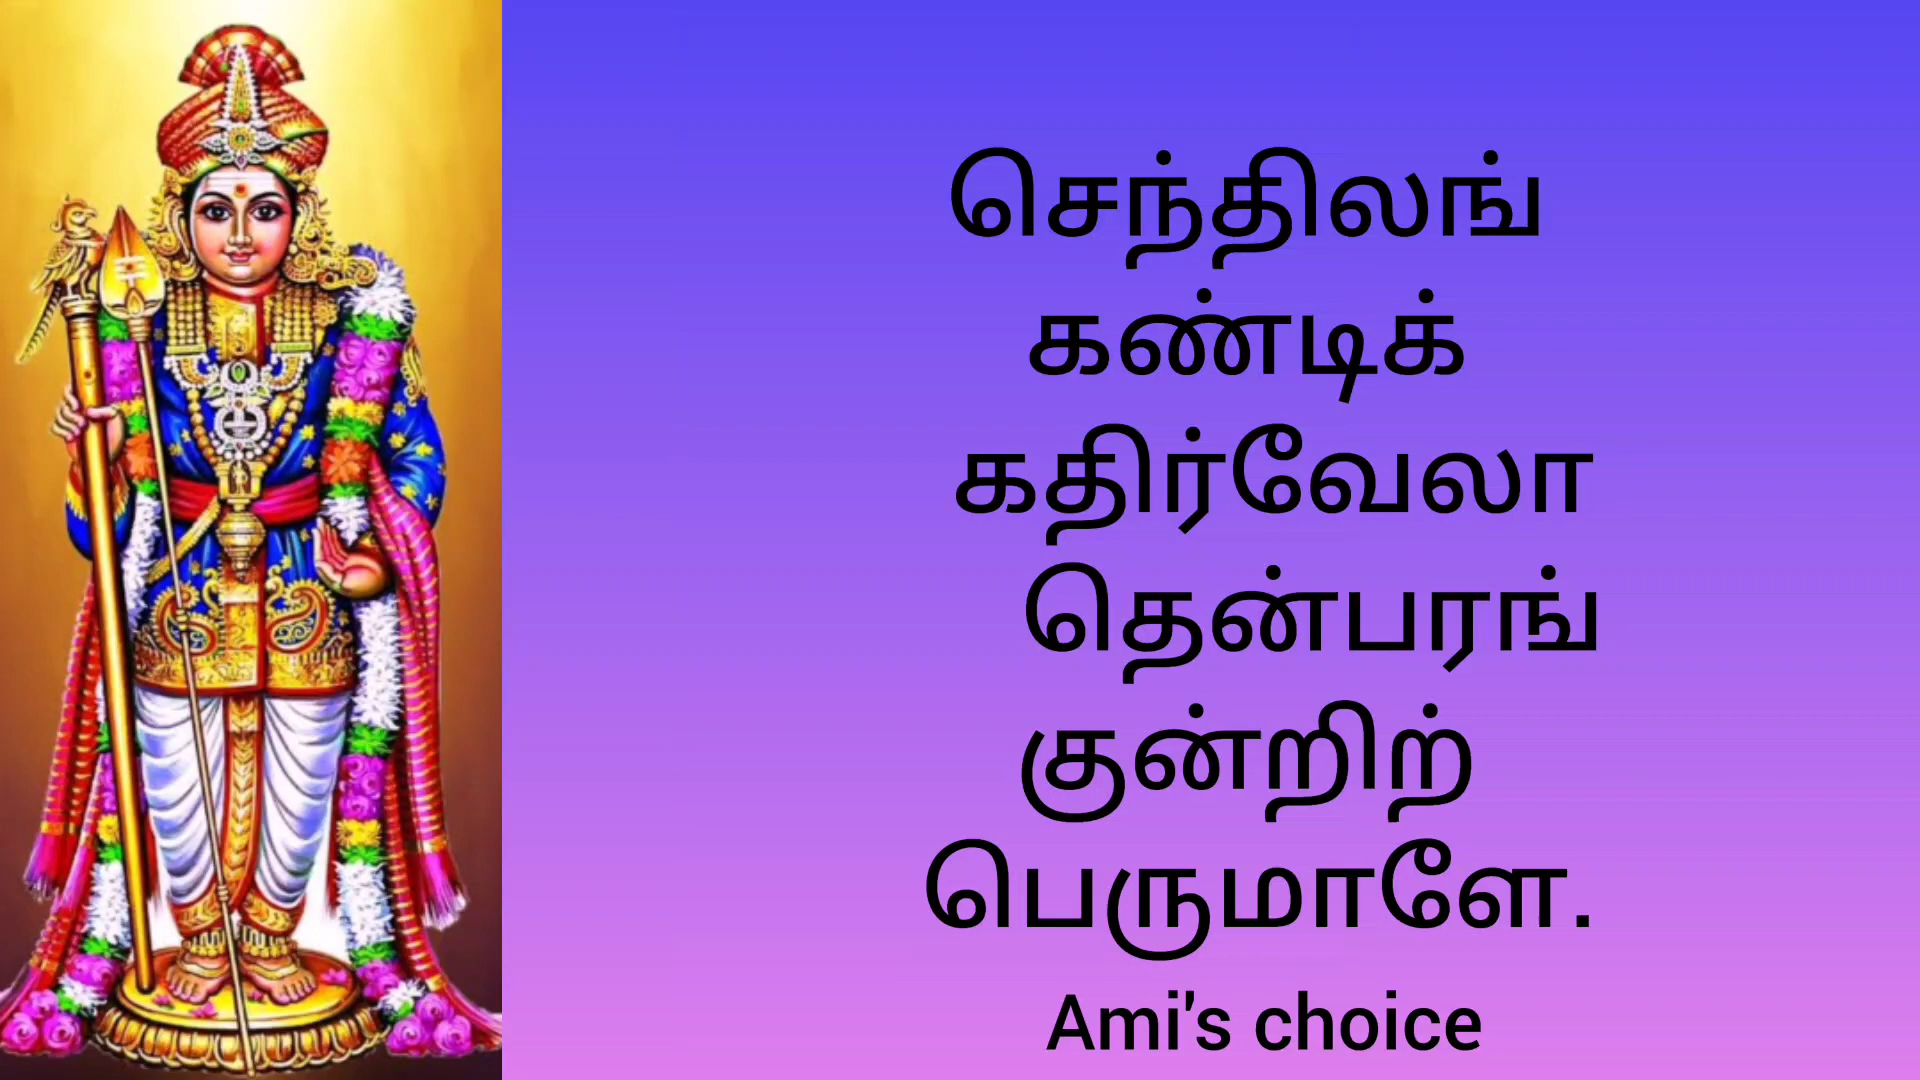 செந்திலங்
கண்டிக்
கதிர்வேலா
தென்பரங்
குன்றிற்
பெருமாளே.
Ami's choice